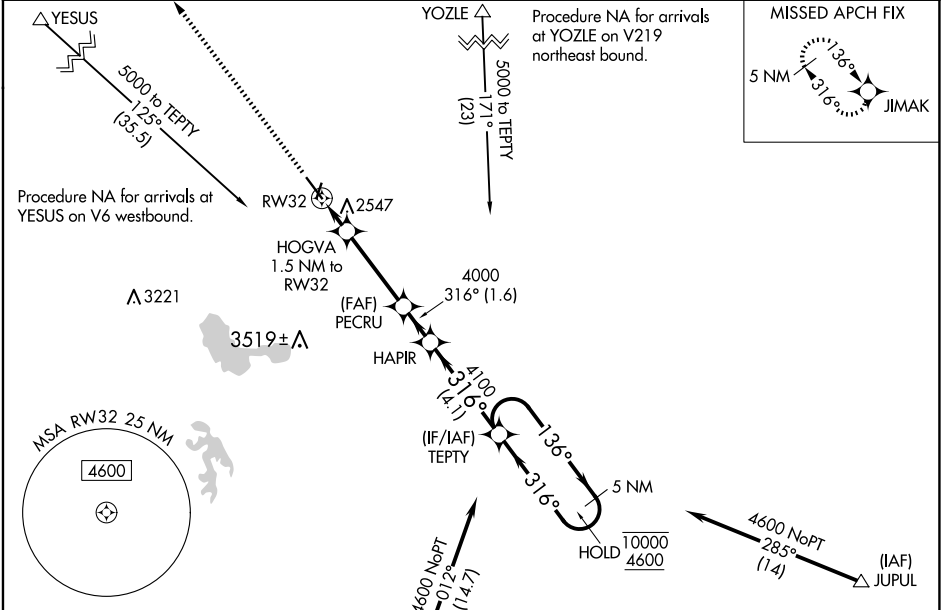 YESUS
5000 to TEPTY
125°
(35.5)
YOZLE
5000 to TEPTY
171°
(23)
Procedure NA for arrivals
at YOZLE on V219
northeast bound.
MISSED APCH FIX
136°
5 NM
316°
JIMAK
Procedure NA for arrivals at
YESUS on V6 westbound.
RW32
2547
HOGVA
1.5 NM to
RW32
3221
(FAF)
PECRU
4000
316° (1.6)
3519±
HAPIR
4100
316°
(4.1)
MSA RW32 25 NM
4600
(IF/IAF)
TEPTY
136°
316°
5 NM
HOLD
10000
4600
4600 NoPT
012°
(14.7)
4600 NoPT
285°
(14)
(IAF)
JUPUL